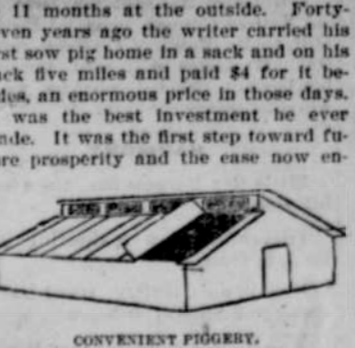 11 months at the outside. Forty-
ven years ago the writer carried his
st sow pig home in a sack and on his
ck five miles and paid $4 for it be-
des, an enormous price in those days.
was the best investment he ever
ade. It was the first step toward fu-
re prosperity and the ease now en-
CONVENIENT PIGGERY.